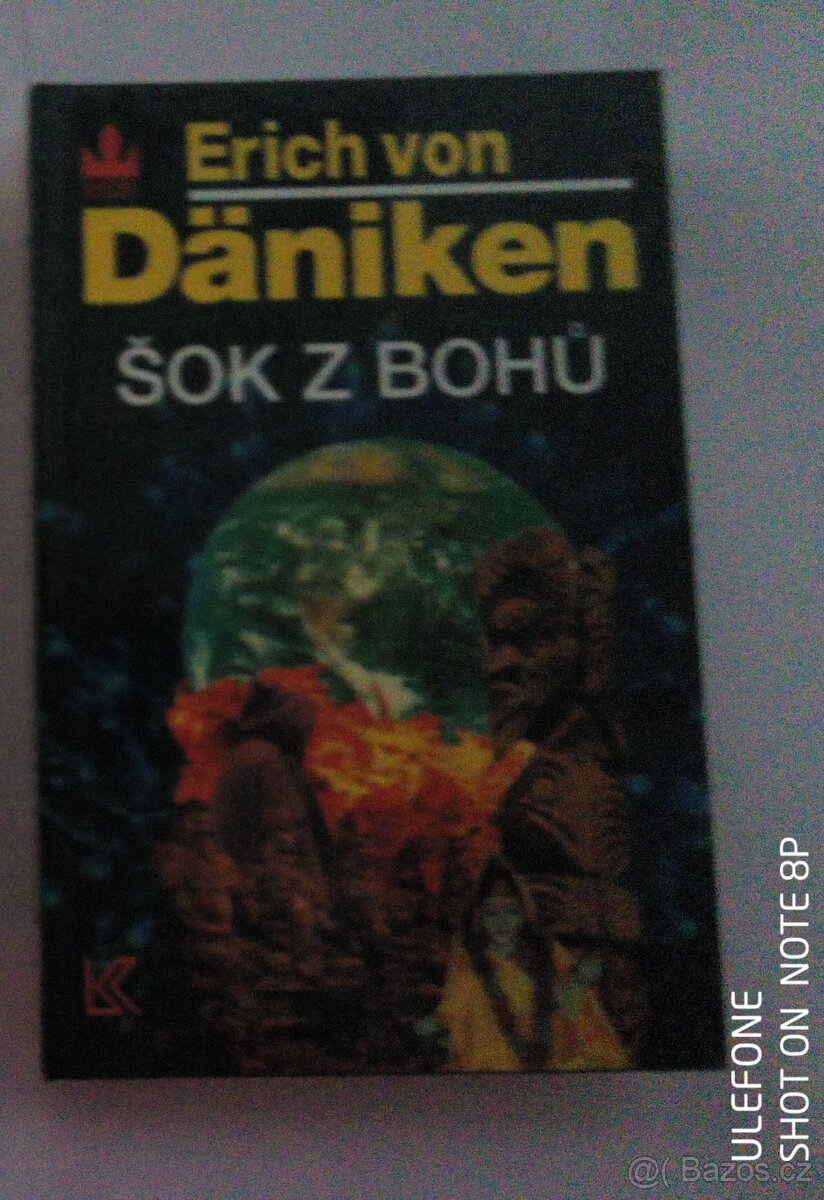 Erich von
Däniken
ŠOK Z BOHŮ
ULEFONE
SHOT ON NOTE 8P
@( Bazos.cz